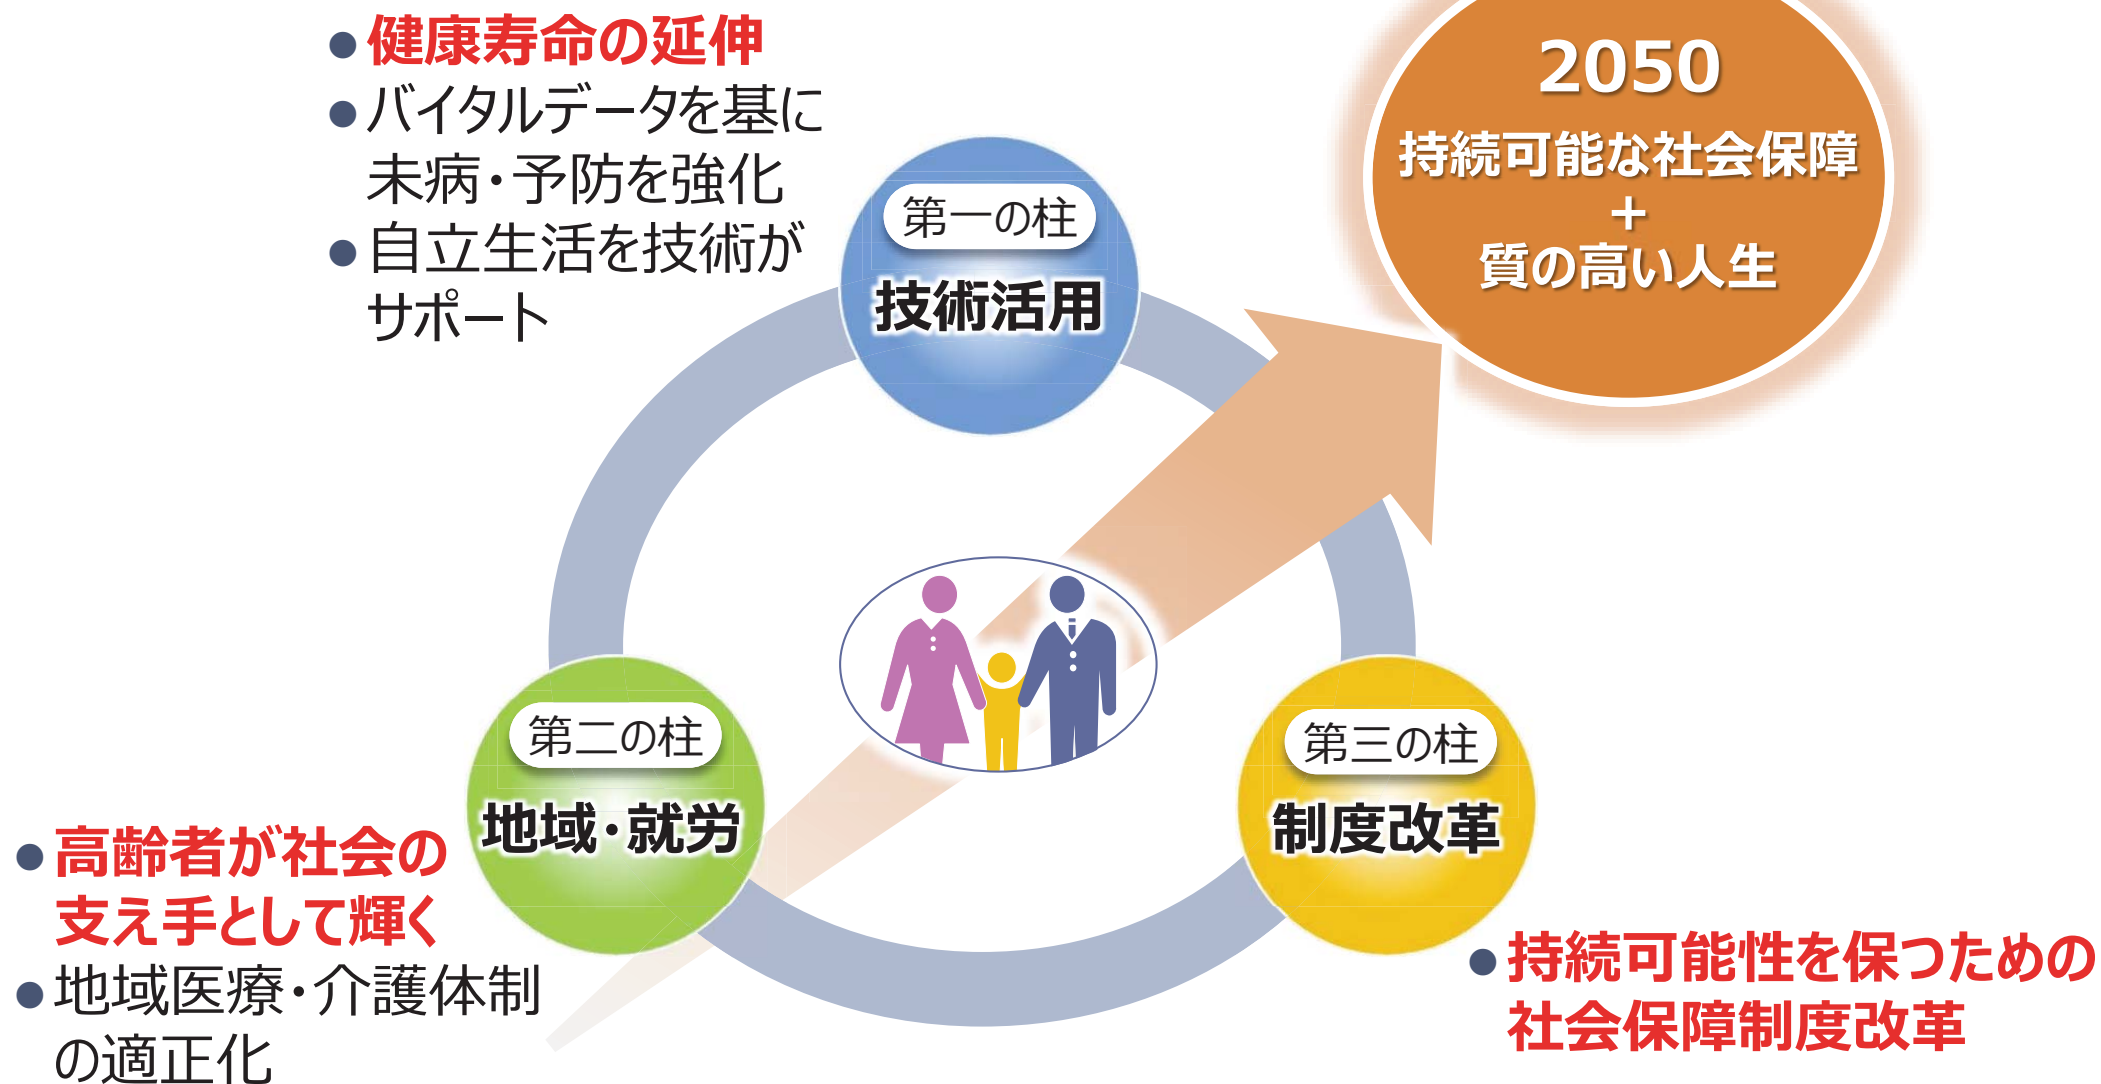 ●健康寿命の延伸
●バイタルデータを基に
未病・予防を強化
●自立生活を技術が
サポート
2050
持続可能な社会保障
+
質の高い人生
第一の柱
技術活用
第二の柱
地域・就労
第三の柱
制度改革
●高齢者が社会の
支え手として輝く
●地域医療・介護体制
の適正化
●持続可能性を保つための
社会保障制度改革